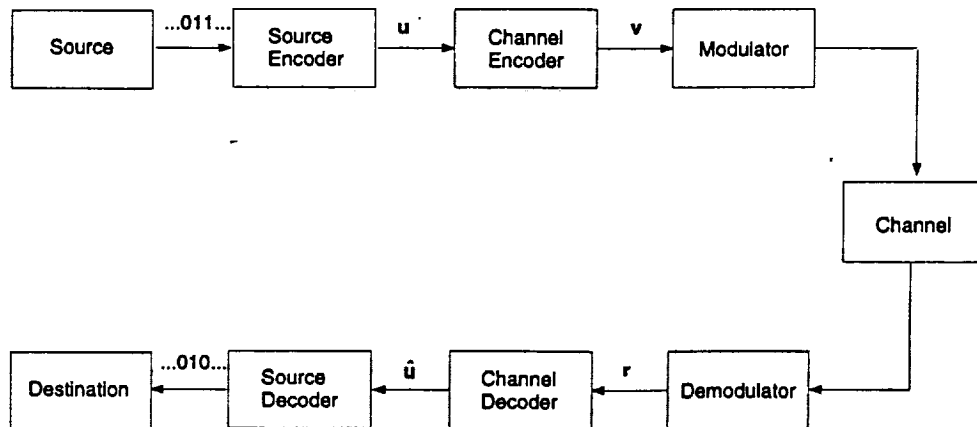 ...011...
Source
Source
Encoder
u
Channel
Encoder
v
Modulator
Channel
...010...
Destination
Source
Decoder
û
Channel
Decoder
r
Demodulator